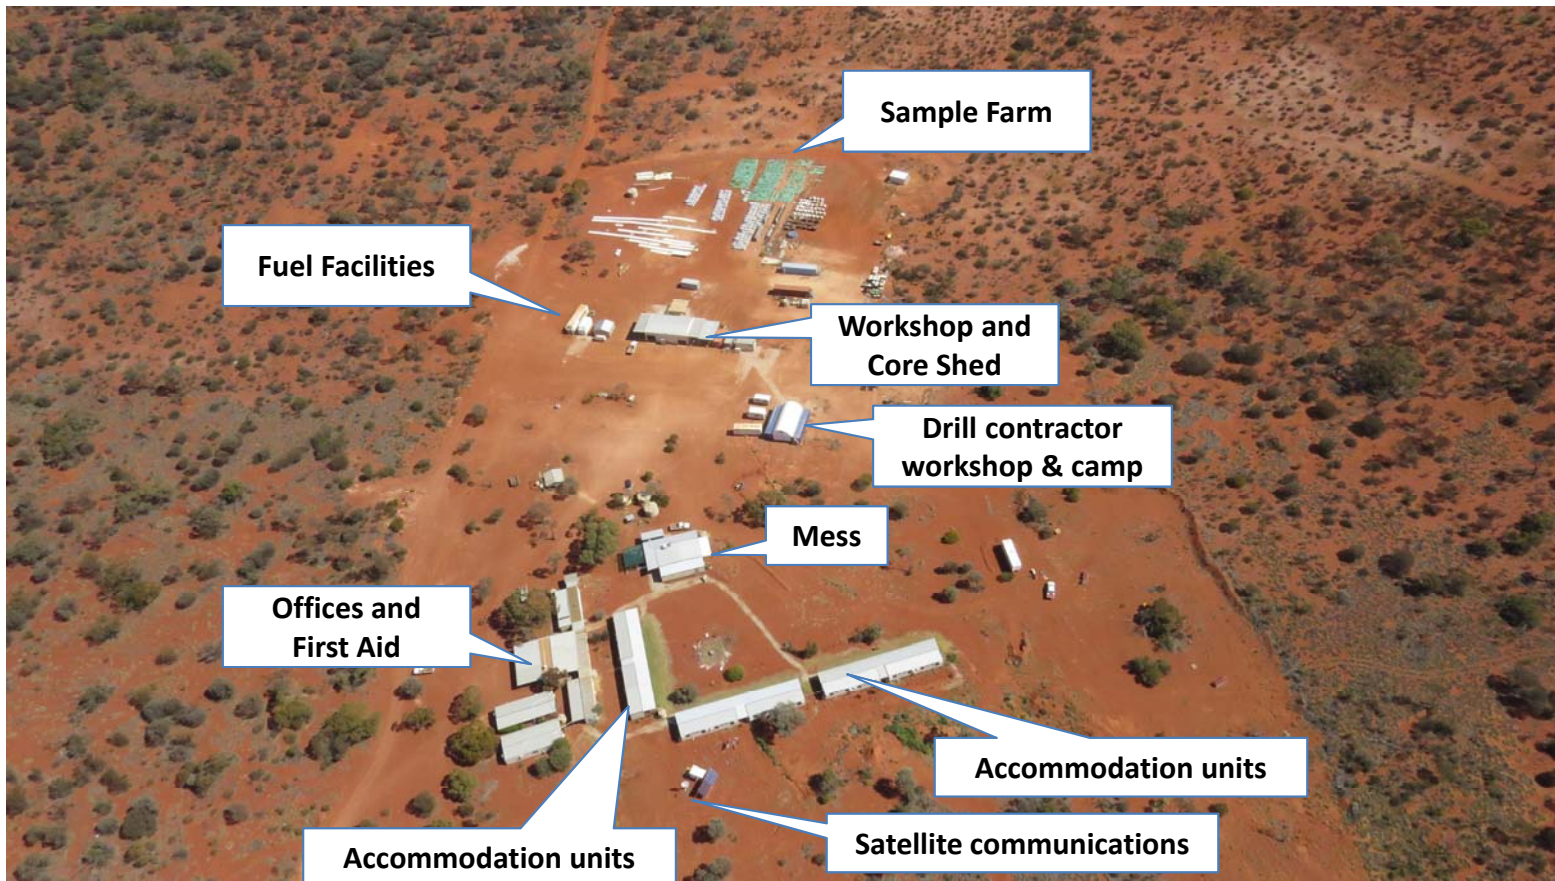 Sample Farm
Fuel Facilities
Workshop and
Core Shed
Drill contractor
workshop & camp
Mess
Offices and
First Aid
Accommodation units
Satellite communications
Accommodation units